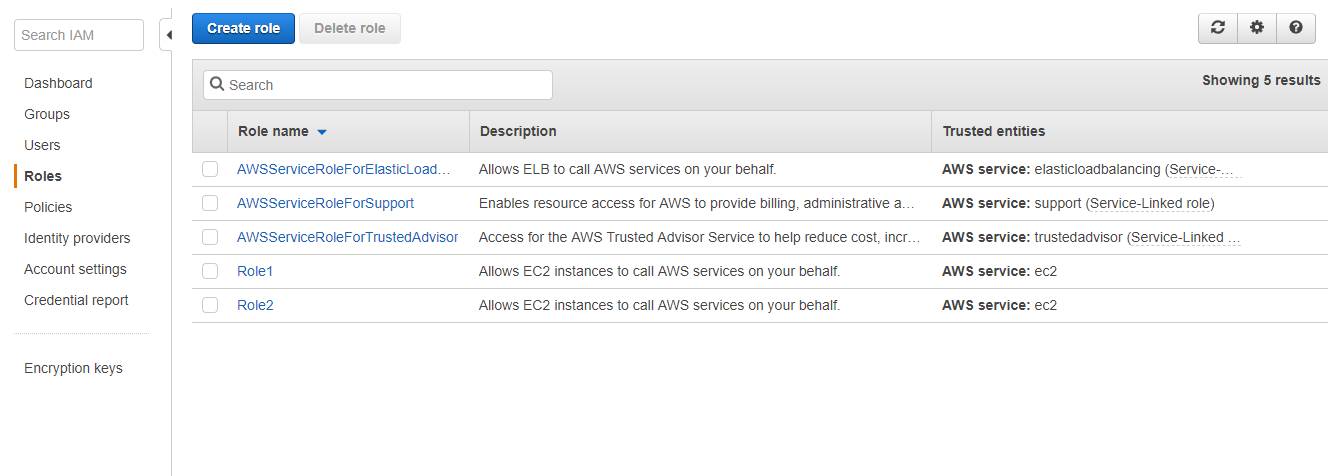 Search IAM
Dashboard
Groups
Users
Roles
Policies
Identity providers
Account settings
Credential report
Encryption keys
Create role Delete role
Search Showing 5 results
Role name Description Trusted entities
AWSServiceRoleForElasticLoad... Allows ELB to call AWS services on your behalf. AWS service: elasticloadbalancing (Service-...
AWSServiceRoleForSupport Enables resource access for AWS to provide billing, administrative a... AWS service: support (Service-Linked role)
AWSServiceRoleForTrustedAdvisor Access for the AWS Trusted Advisor Service to help reduce cost, incr... AWS service: trustedadvisor (Service-Linked ...
Role1 Allows EC2 instances to call AWS services on your behalf. AWS service: ec2
Role2 Allows EC2 instances to call AWS services on your behalf. AWS service: ec2